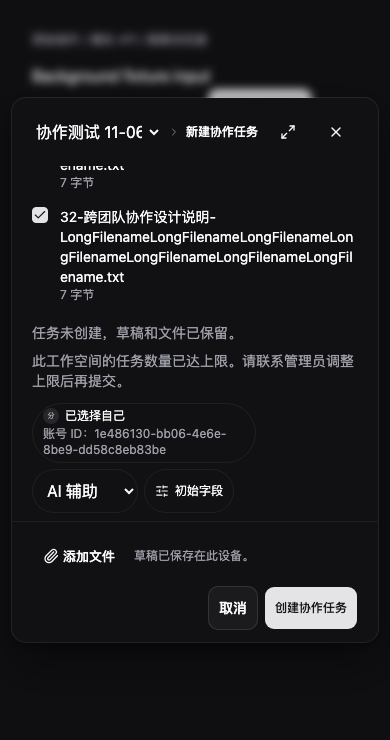 Background fixture input
协作测试 11-06
新建协作任务
ename.txt
7 字节
32-跨团队协作设计说明-
LongFilenameLongFilenameLongFilenameLon
gFilenameLongFilenameLongFilenameLongFil
ename.txt
7 字节
任务未创建，草稿和文件已保留。
此工作空间的任务数量已达上限。请联系管理员调整
上限后再提交。
分 已选择自己
账号 ID：1e486130-bb06-4e6e-
8be9-dd58c8eb83be
AI 辅助
初始字段
添加文件
草稿已保存在此设备。
取消
创建协作任务